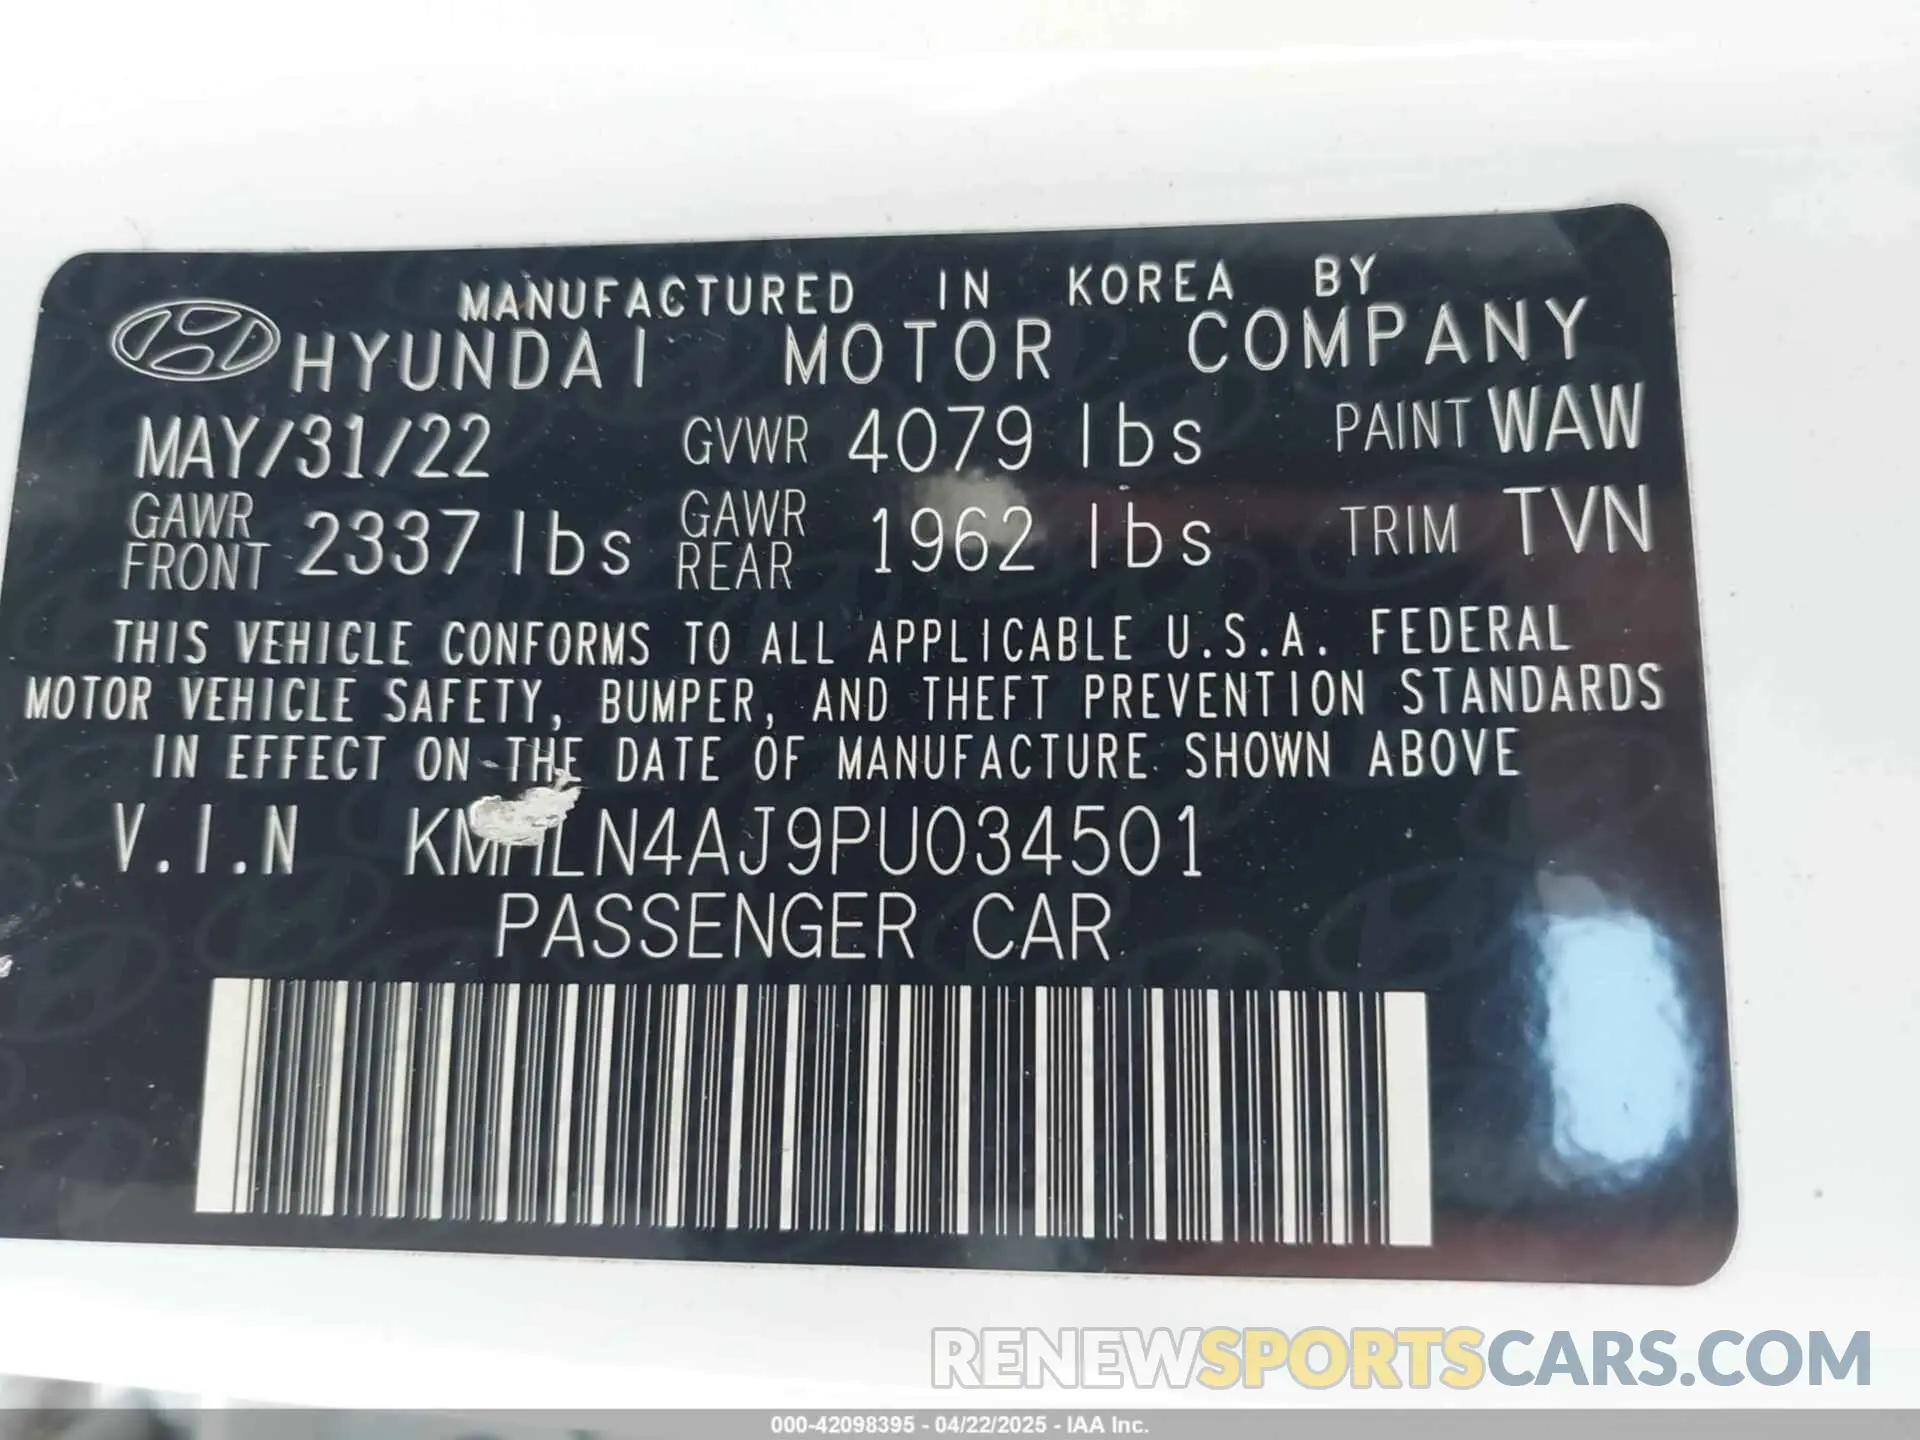 MANUFACTURED IN KOREA BY
HYUNDAI MOTOR COMPANY
MAY/31/22 GVWR 4079 lbs PAINT WAW
GAWR FRONT 2337 lbs GAWR REAR 1962 lbs TRIM TVN
THIS VEHICLE CONFORMS TO ALL APPLICABLE U.S.A. FEDERAL
MOTOR VEHICLE SAFETY, BUMPER, AND THEFT PREVENTION STANDARDS
IN EFFECT ON THE DATE OF MANUFACTURE SHOWN ABOVE
V.I.N KMHLN4AJ9PU034501
PASSENGER CAR
RENEWSPORTSCARS.COM
000-42098395 - 04/22/2025 - IAA Inc.